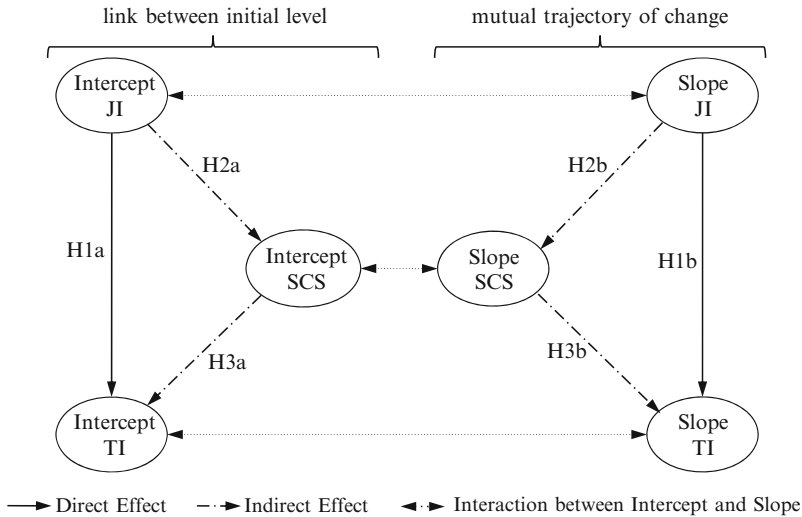 link between initial level
mutual trajectory of change
Intercept
JI
Slope
JI
H2a
H2b
H1a
H1b
Intercept
SCS
Slope
SCS
H3a
H3b
Intercept
TI
Slope
TI
Direct Effect
Indirect Effect
Interaction between Intercept and Slope